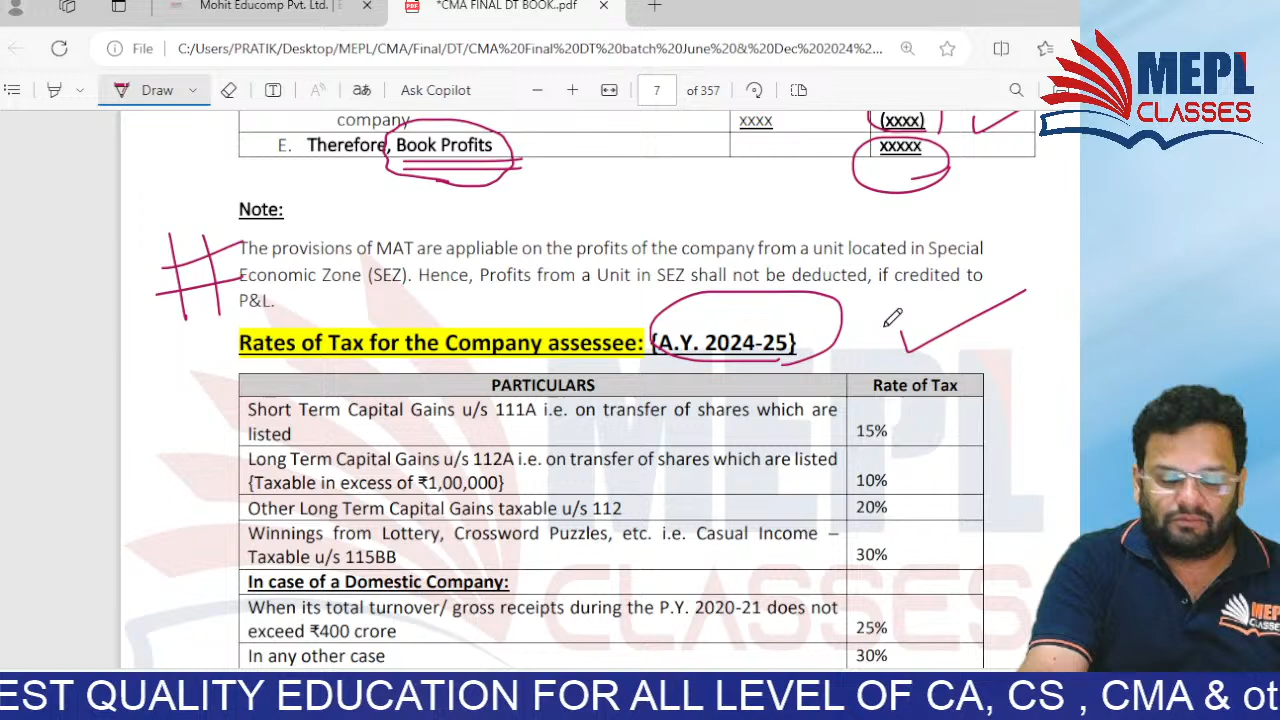 Mohit Educomp Pvt. Ltd. | E
*CMA FINAL DT BOOK..pdf
File
C:/Users/PRATIK/Desktop/MEPL/CMA/Final/DT/CMA%20Final%20DT%20batch%20June%20&%20Dec%202024%2...
Draw
Ask Copilot
7
of 357
MEPL
CLASSES
company
xxxx
(xxxx)
E. Therefore, Book Profits
xxxxx
Note:
The provisions of MAT are appliable on the profits of the company from a unit located in Special
Economic Zone (SEZ). Hence, Profits from a Unit in SEZ shall not be deducted, if credited to
P&L.
Rates of Tax for the Company assessee: {A.Y. 2024-25}
PARTICULARS
Rate of Tax
Short Term Capital Gains u/s 111A i.e. on transfer of shares which are
listed
15%
Long Term Capital Gains u/s 112A i.e. on transfer of shares which are listed
{Taxable in excess of ₹1,00,000}
10%
Other Long Term Capital Gains taxable u/s 112
20%
Winnings from Lottery, Crossword Puzzles, etc. i.e. Casual Income –
Taxable u/s 115BB
30%
In case of a Domestic Company:
When its total turnover/ gross receipts during the P.Y. 2020-21 does not
exceed ₹400 crore
25%
In any other case
30%
MEPL
CLASSES
MEPL
CLASSES
EST QUALITY EDUCATION FOR ALL LEVEL OF CA, CS , CMA & ot